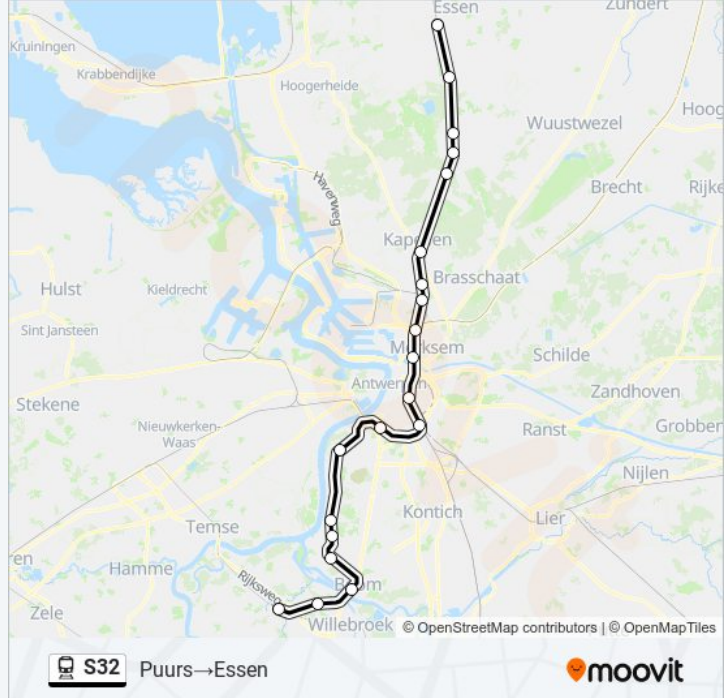 Essen
Zundert
Kruiningen
Krabbendijke
Hoogerheide
Hoog
Wuustwezel
Havenweg
Brecht
Rijke
Kapellen
Brasschaat
Hulst
Kieldrecht
Sint Jansteen
Merksem
Schilde
Antwerpen
Zandhoven
Stekene
Nieuwkerken-
Waas
Ranst
Grobber
Nijlen
Kontich
Lier
Temse
ren
Hamme
Rijksweg
Boom
Zele
Willebroek
© OpenStreetMap contributors | © OpenMapTiles
S32 Puurs→Essen
moovit